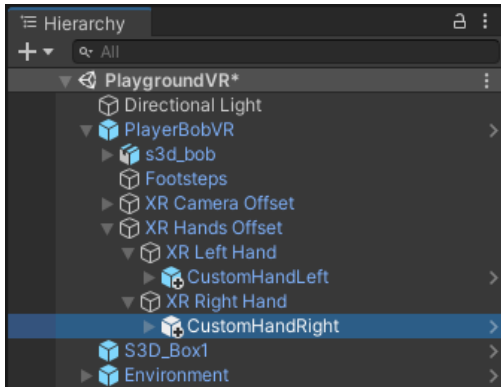 Hierarchy
All
PlaygroundVR*
Directional Light
PlayerBobVR
s3d_bob
Footsteps
XR Camera Offset
XR Hands Offset
XR Left Hand
CustomHandLeft
XR Right Hand
CustomHandRight
S3D_Box1
Environment